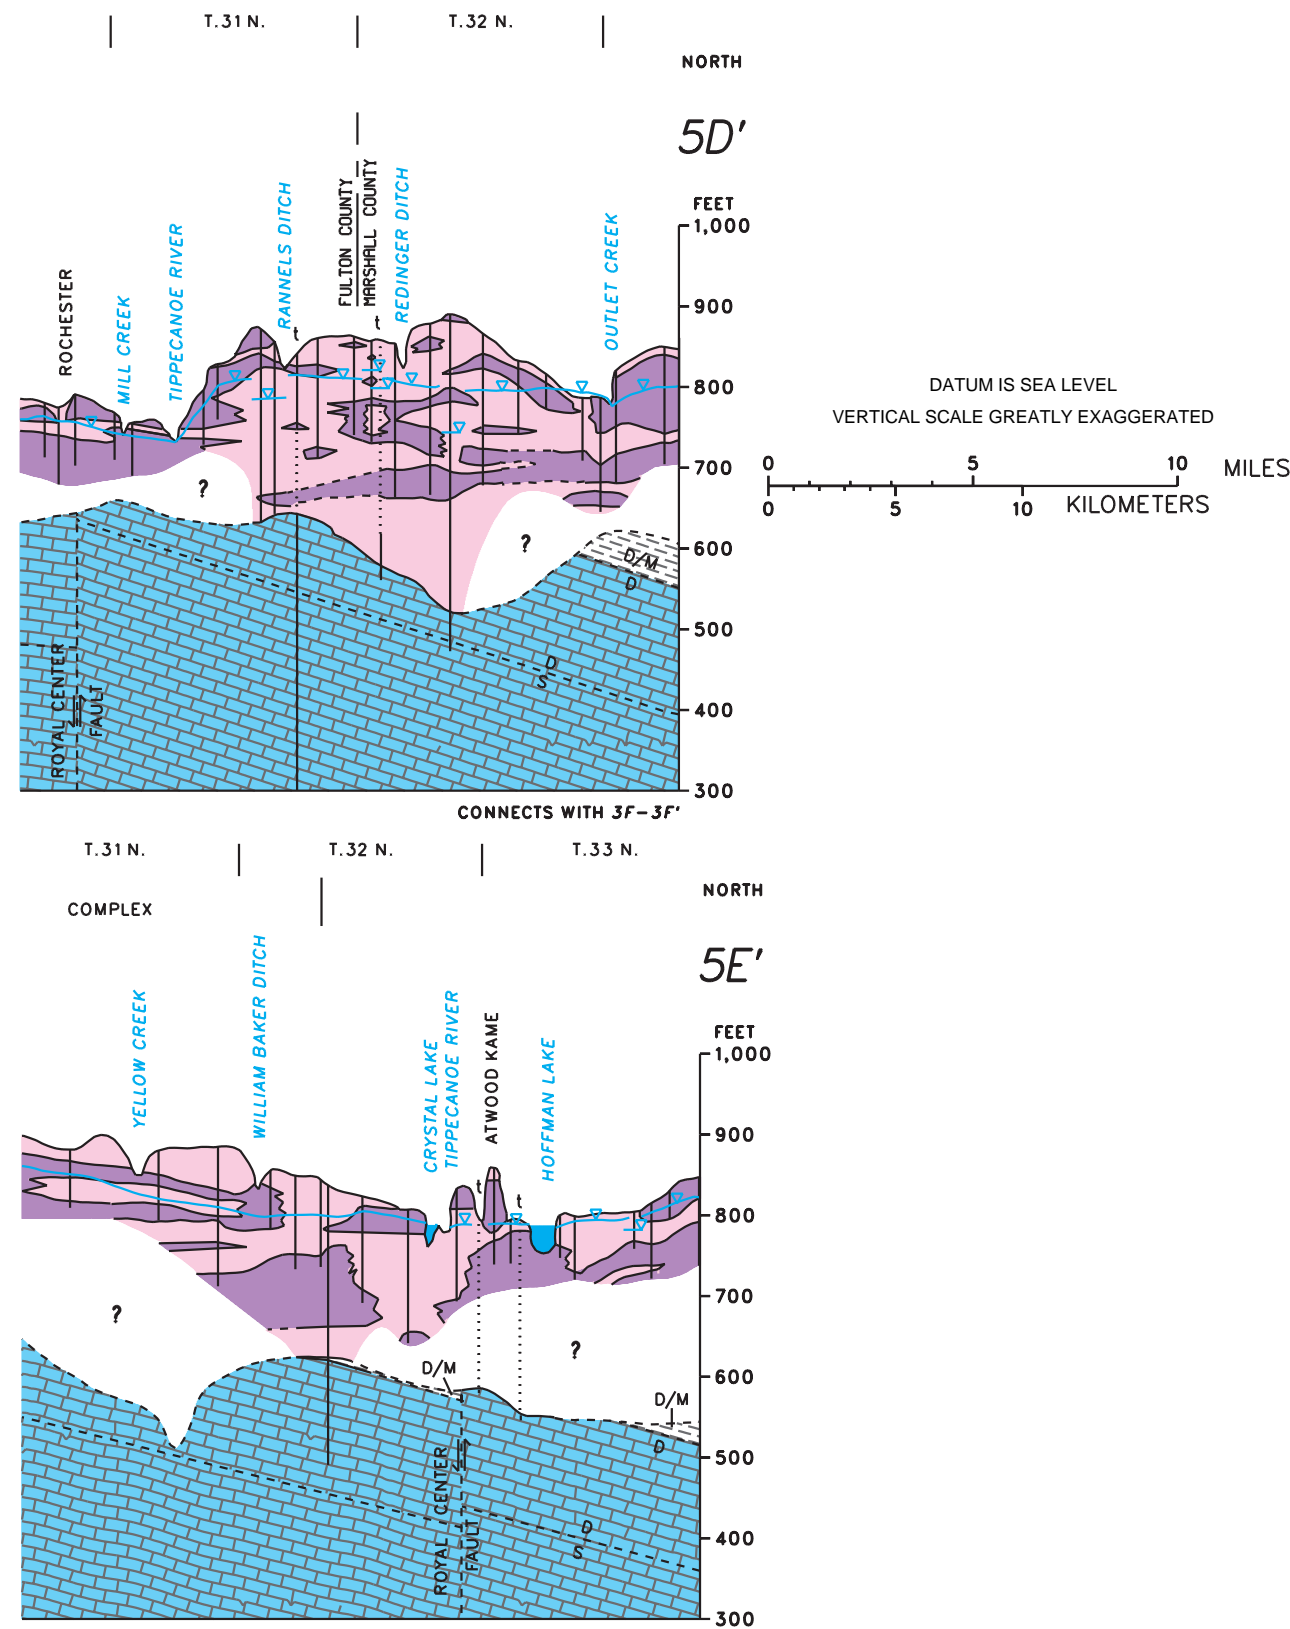 T.31 N.
T.32 N.
NORTH
5D'
ROCHESTER
MILL CREEK
TIPPECANOE RIVER
RANNELS DITCH
FULTON COUNTY
MARSHALL COUNTY
REDINGER DITCH
OUTLET CREEK
FEET
1,000
900
800
700
600
500
400
300
t
t
?
?
D/M
D
D
S
ROYAL CENTER
FAULT
DATUM IS SEA LEVEL
VERTICAL SCALE GREATLY EXAGGERATED
0 5 10 MILES
0 5 10 KILOMETERS
CONNECTS WITH 3F–3F'
T.31 N.
T.32 N.
T.33 N.
NORTH
COMPLEX
5E'
YELLOW CREEK
WILLIAM BAKER DITCH
CRYSTAL LAKE
TIPPECANOE RIVER
ATWOOD KAME
HOFFMAN LAKE
FEET
1,000
900
800
700
600
500
400
300
t
t
?
?
D/M
D/M
D
D
S
ROYAL CENTER
FAULT